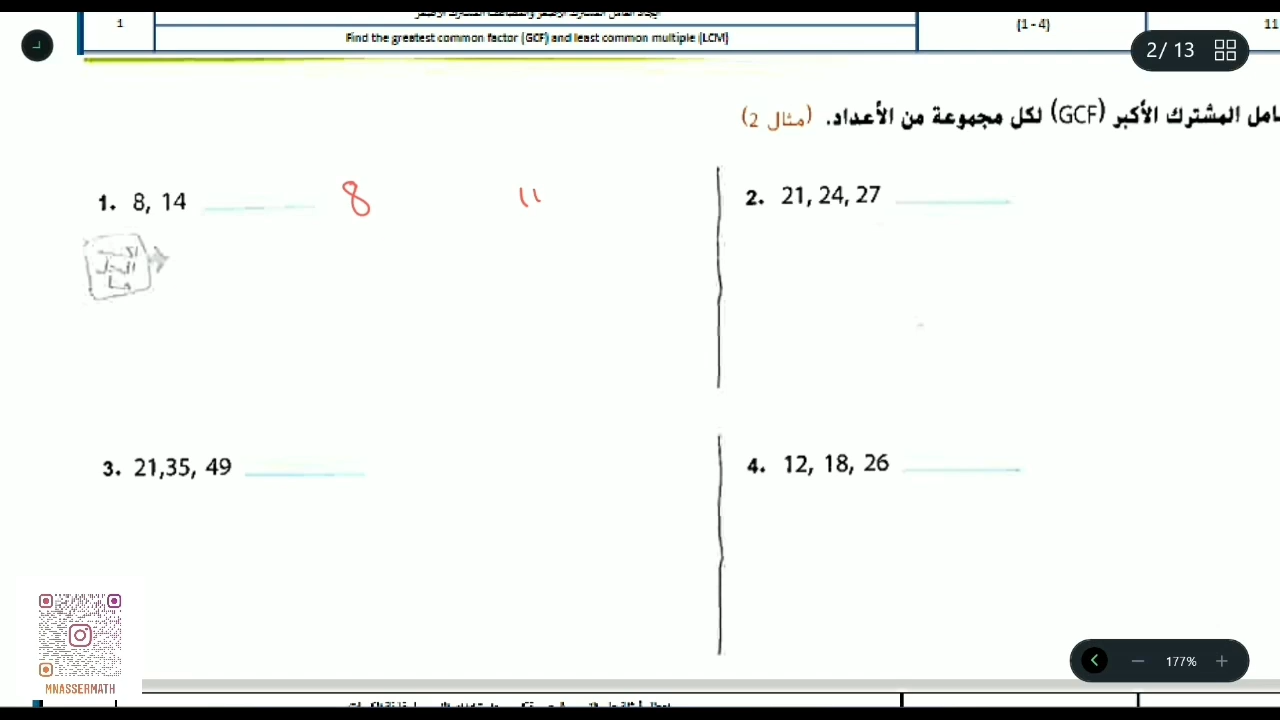 1
Find the greatest common factor (GCF) and least common multiple (LCM)
(1-4)
11
2/ 13
المشترك الأكبر (GCF) لكل مجموعة من الأعداد. (مثال 2)
1. 8, 14
8
2. 21, 24, 27
3. 21,35, 49
4. 12, 18, 26
MNASSERMATH
177%